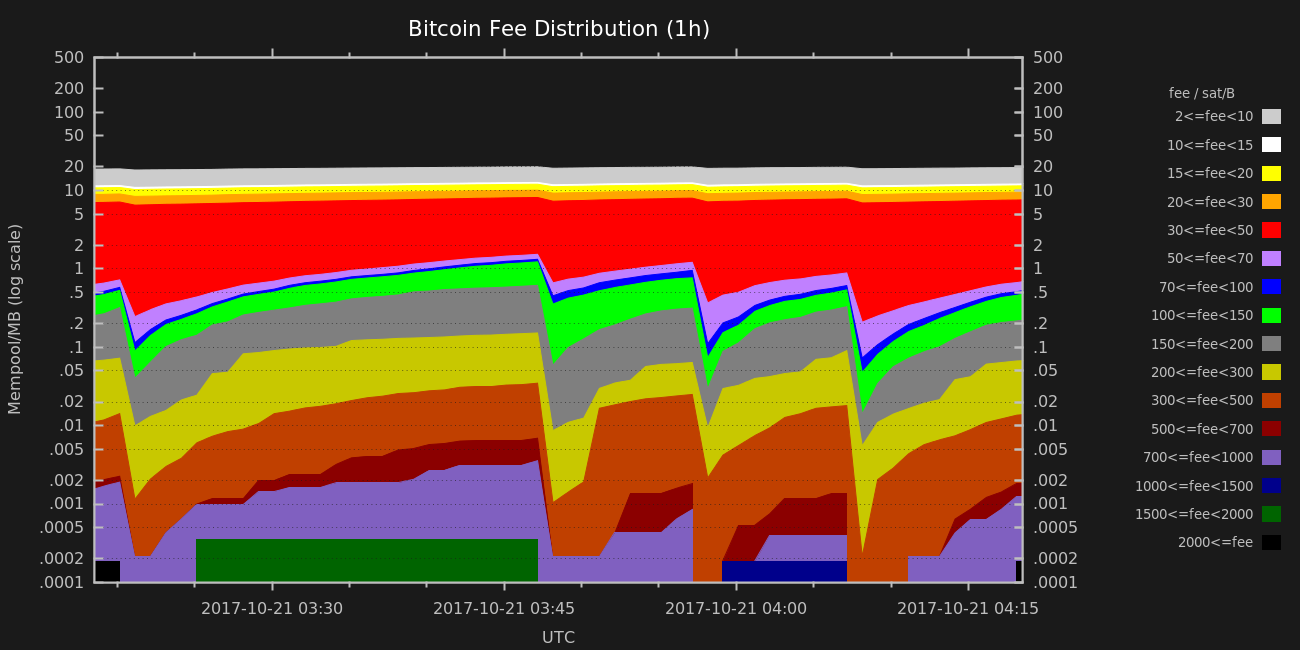 Bitcoin Fee Distribution (1h)
500
200
100
50
20
10
5
2
1
.5
.2
.1
.05
.02
.01
.005
.002
.001
.0005
.0002
.0001
Mempool/MB (log scale)
500
200
100
50
20
10
5
2
1
.5
.2
.1
.05
.02
.01
.005
.002
.001
.0005
.0002
.0001
2017-10-21 03:30
2017-10-21 03:45
2017-10-21 04:00
2017-10-21 04:15
UTC
fee / sat/B
2<=fee<10
10<=fee<15
15<=fee<20
20<=fee<30
30<=fee<50
50<=fee<70
70<=fee<100
100<=fee<150
150<=fee<200
200<=fee<300
300<=fee<500
500<=fee<700
700<=fee<1000
1000<=fee<1500
1500<=fee<2000
2000<=fee